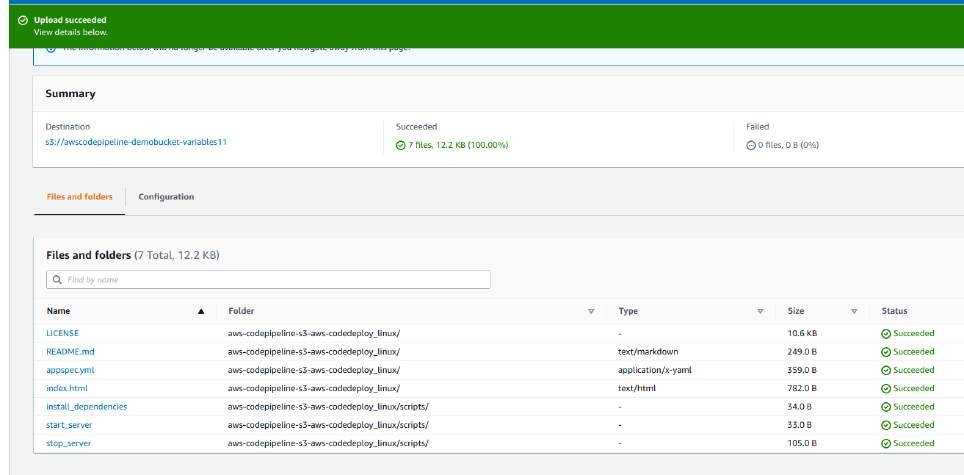 Upload succeeded
View details below.
The information below will no longer be available after you navigate away from this page.
Summary
Destination
s3://awscodepipeline-demobucket-variables11
Succeeded
7 files, 12.2 KB (100.00%)
Failed
0 files, 0 B (0%)
Files and folders Configuration
Files and folders (7 Total, 12.2 KB)
Find by name
Name Folder Type Size Status
LICENSE aws-codepipeline-s3-aws-codedeploy_linux/ - 10.6 KB Succeeded
README.md aws-codepipeline-s3-aws-codedeploy_linux/ text/markdown 249.0 B Succeeded
appspec.yml aws-codepipeline-s3-aws-codedeploy_linux/ application/x-yaml 359.0 B Succeeded
index.html aws-codepipeline-s3-aws-codedeploy_linux/ text/html 782.0 B Succeeded
install_dependencies aws-codepipeline-s3-aws-codedeploy_linux/scripts/ - 34.0 B Succeeded
start_server aws-codepipeline-s3-aws-codedeploy_linux/scripts/ - 33.0 B Succeeded
stop_server aws-codepipeline-s3-aws-codedeploy_linux/scripts/ - 105.0 B Succeeded